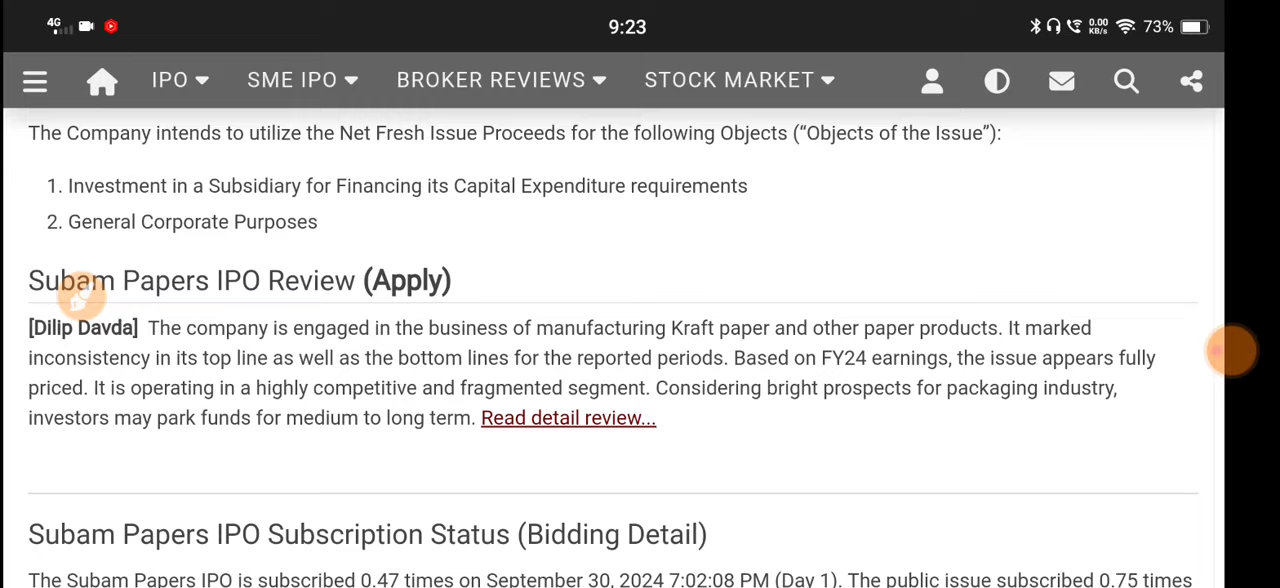 4G 9:23 0.00 KB/s 73%
IPO SME IPO BROKER REVIEWS STOCK MARKET
The Company intends to utilize the Net Fresh Issue Proceeds for the following Objects (“Objects of the Issue”):
1. Investment in a Subsidiary for Financing its Capital Expenditure requirements
2. General Corporate Purposes
Subam Papers IPO Review (Apply)
[Dilip Davda] The company is engaged in the business of manufacturing Kraft paper and other paper products. It marked
inconsistency in its top line as well as the bottom lines for the reported periods. Based on FY24 earnings, the issue appears fully
priced. It is operating in a highly competitive and fragmented segment. Considering bright prospects for packaging industry,
investors may park funds for medium to long term. Read detail review...
Subam Papers IPO Subscription Status (Bidding Detail)
The Subam Papers IPO is subscribed 0.47 times on September 30, 2024 7:02:08 PM (Day 1). The public issue subscribed 0.75 times